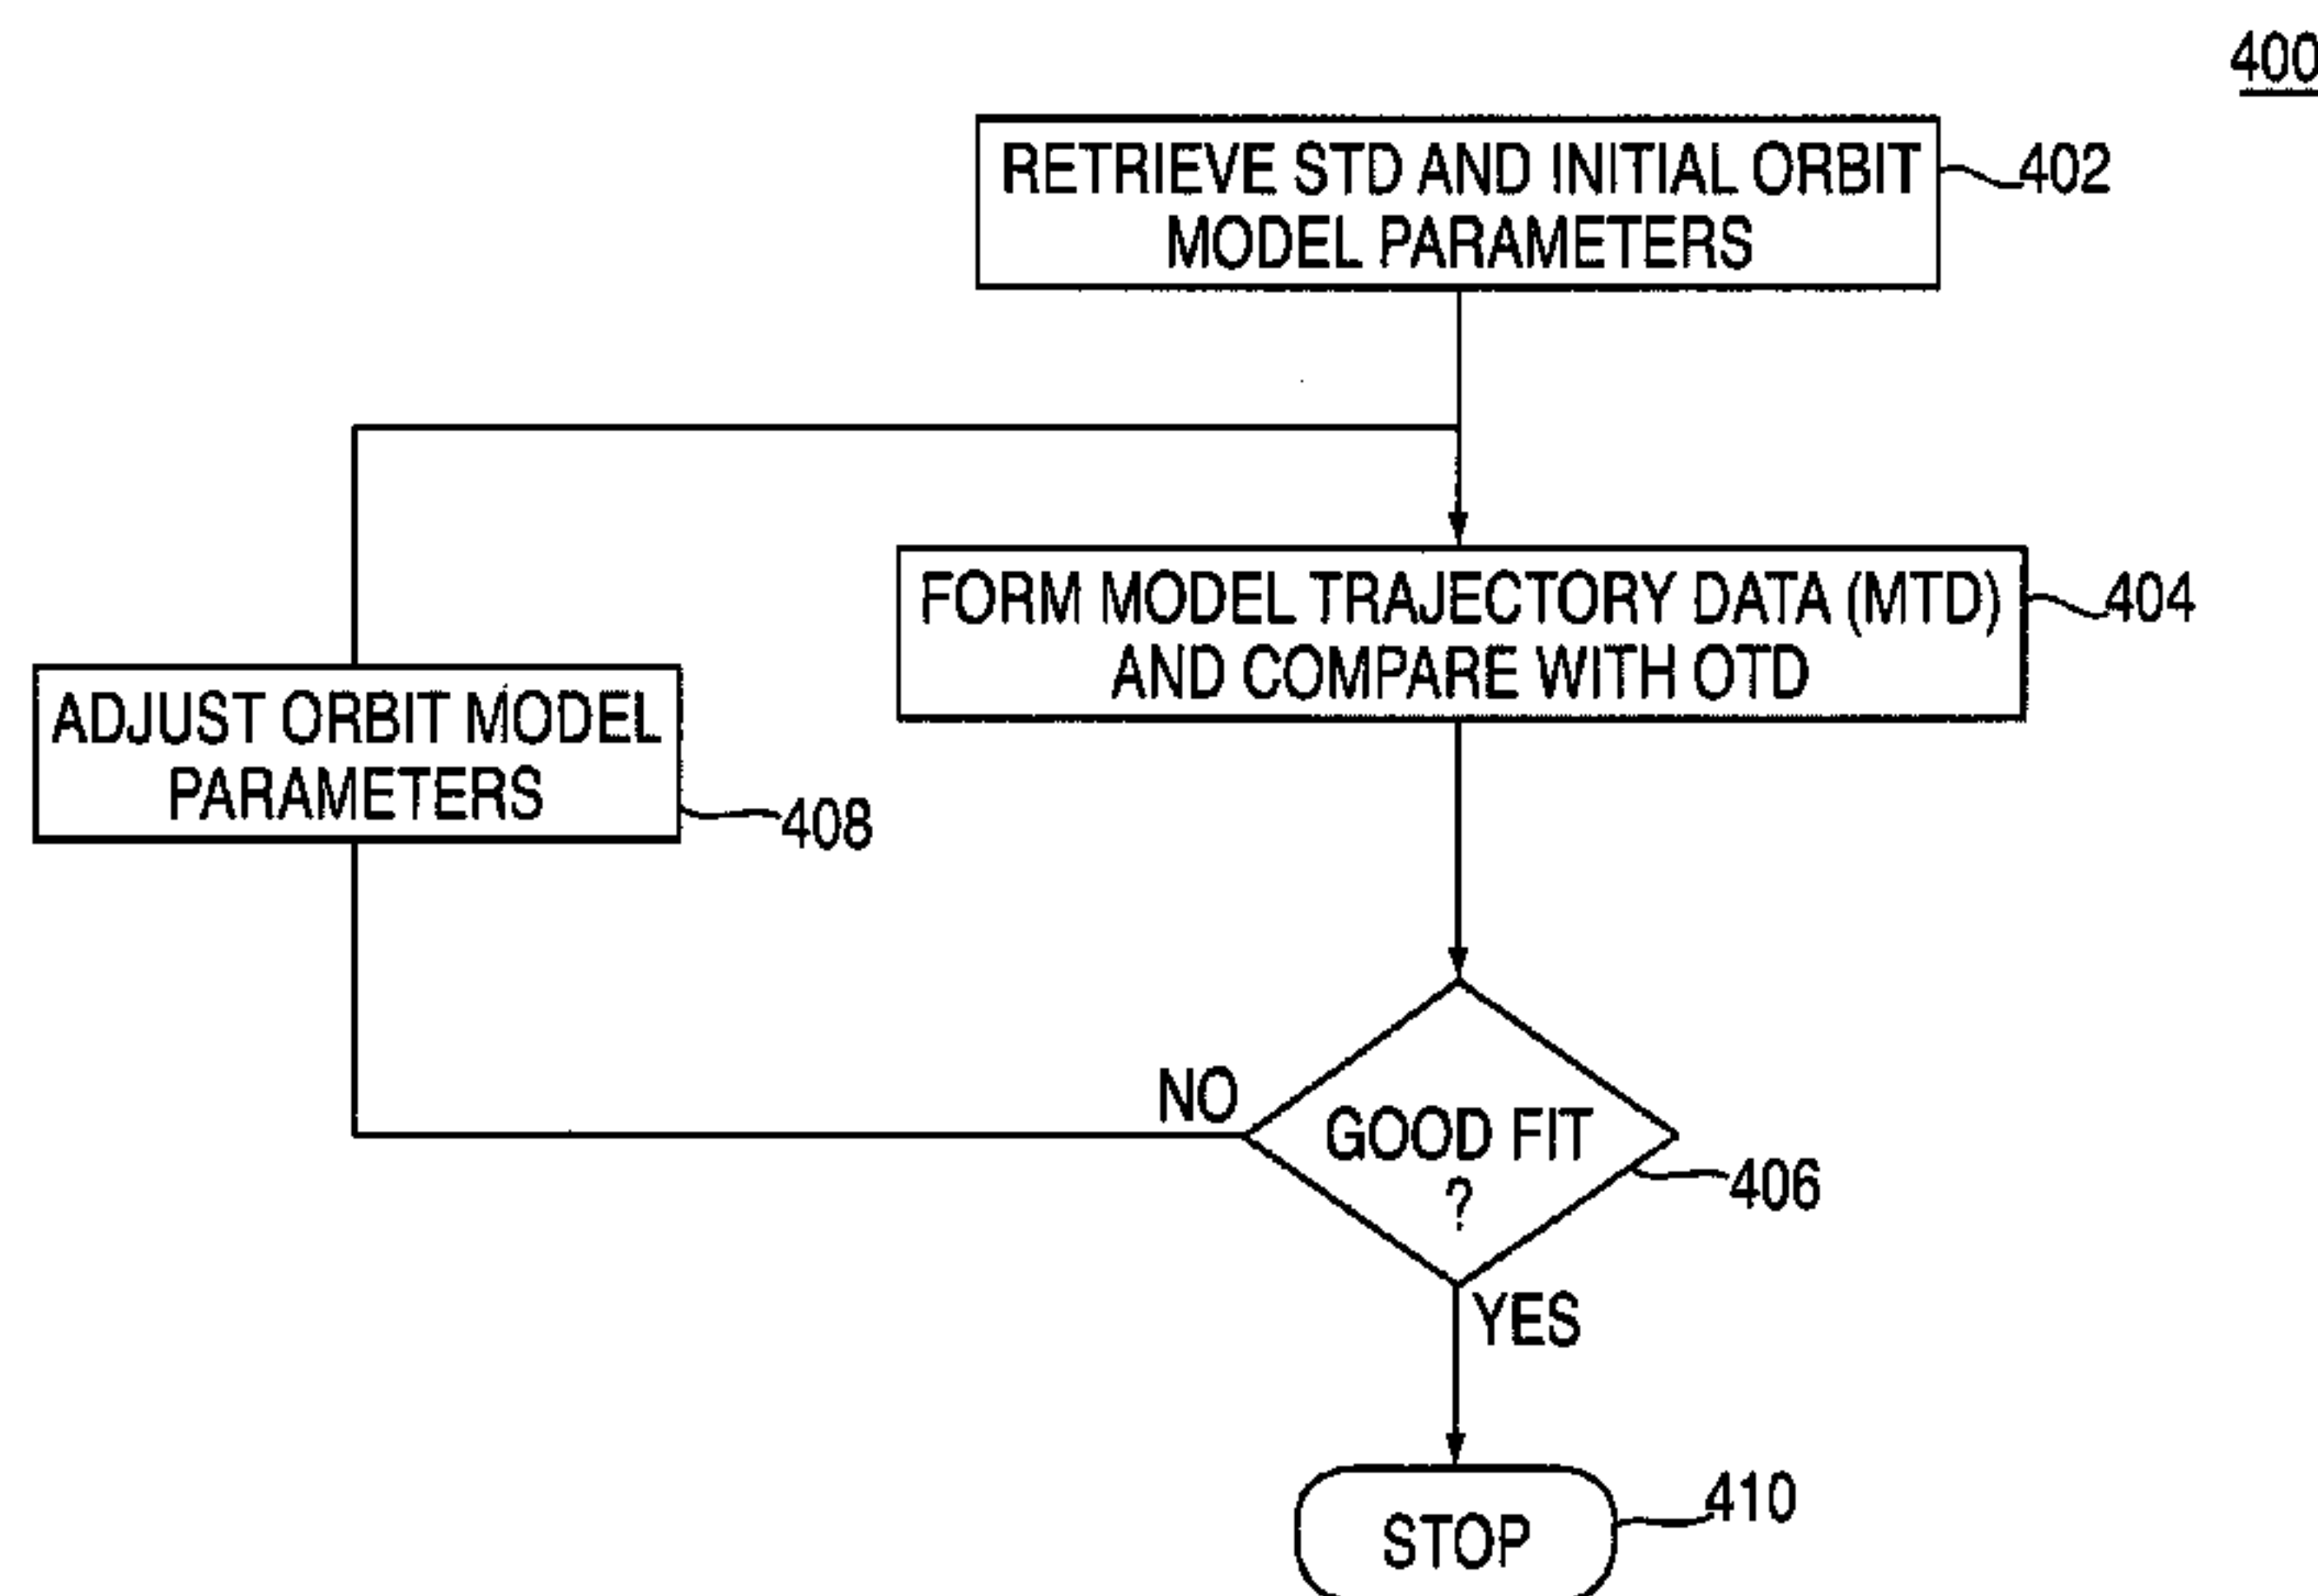 400
RETRIEVE STD AND INITIAL ORBIT
MODEL PARAMETERS
402
FORM MODEL TRAJECTORY DATA (MTD)
AND COMPARE WITH OTD
404
ADJUST ORBIT MODEL
PARAMETERS
408
NO
GOOD FIT
?
406
YES
STOP
410